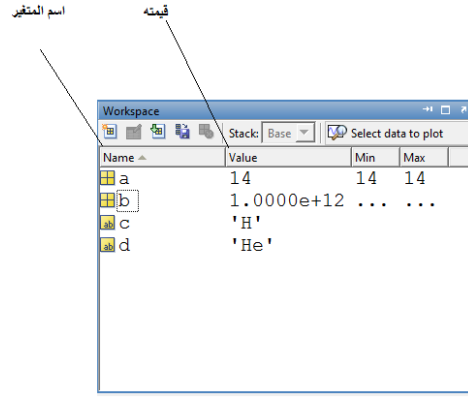 اسم المتغير
قيمته
Workspace
Stack: Base Select data to plot
Name Value Min Max
a 14 14 14
b 1.0000e+12 ... ...
c 'H'
d 'He'